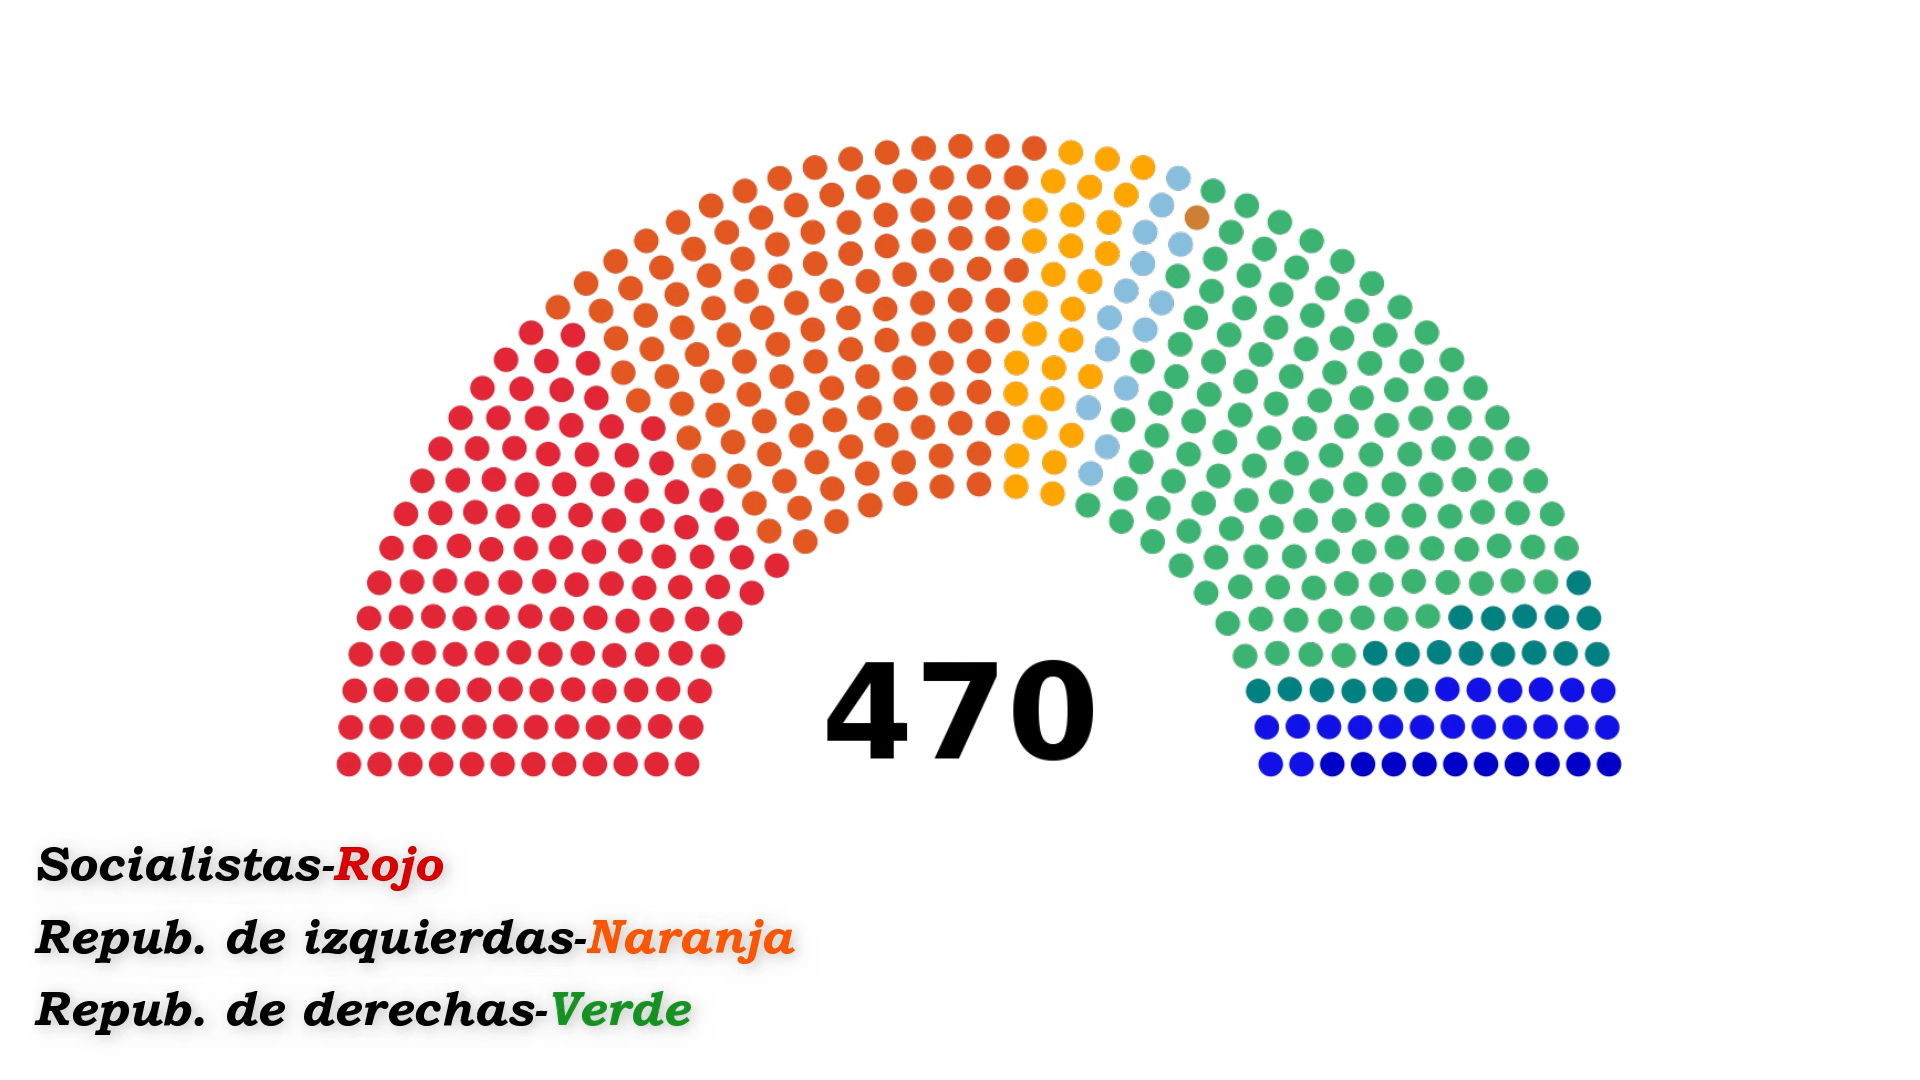 470
Socialistas-Rojo
Repub. de izquierdas-Naranja
Repub. de derechas-Verde